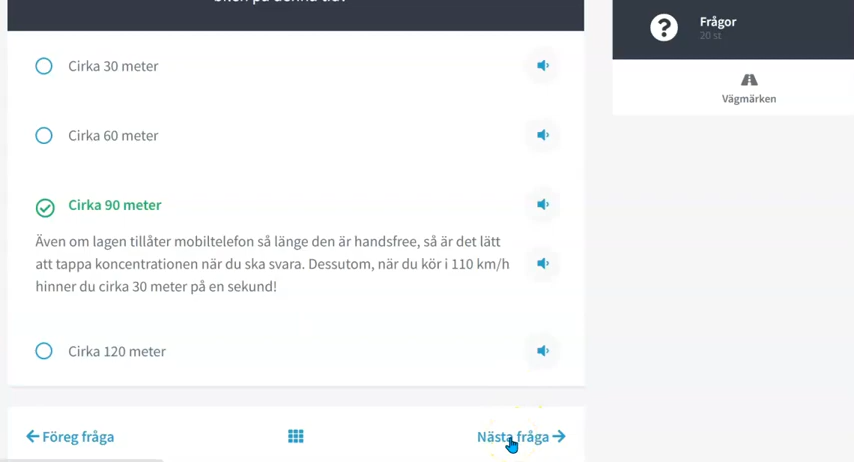 Cirka 30 meter
Cirka 60 meter
Cirka 90 meter
Även om lagen tillåter mobiltelefon så länge den är handsfree, så är det lätt
att tappa koncentrationen när du ska svara. Dessutom, när du kör i 110 km/h
hinner du cirka 30 meter på en sekund!
Cirka 120 meter
Föreg fråga
Nästa fråga
Frågor
20 st
Vägmärken